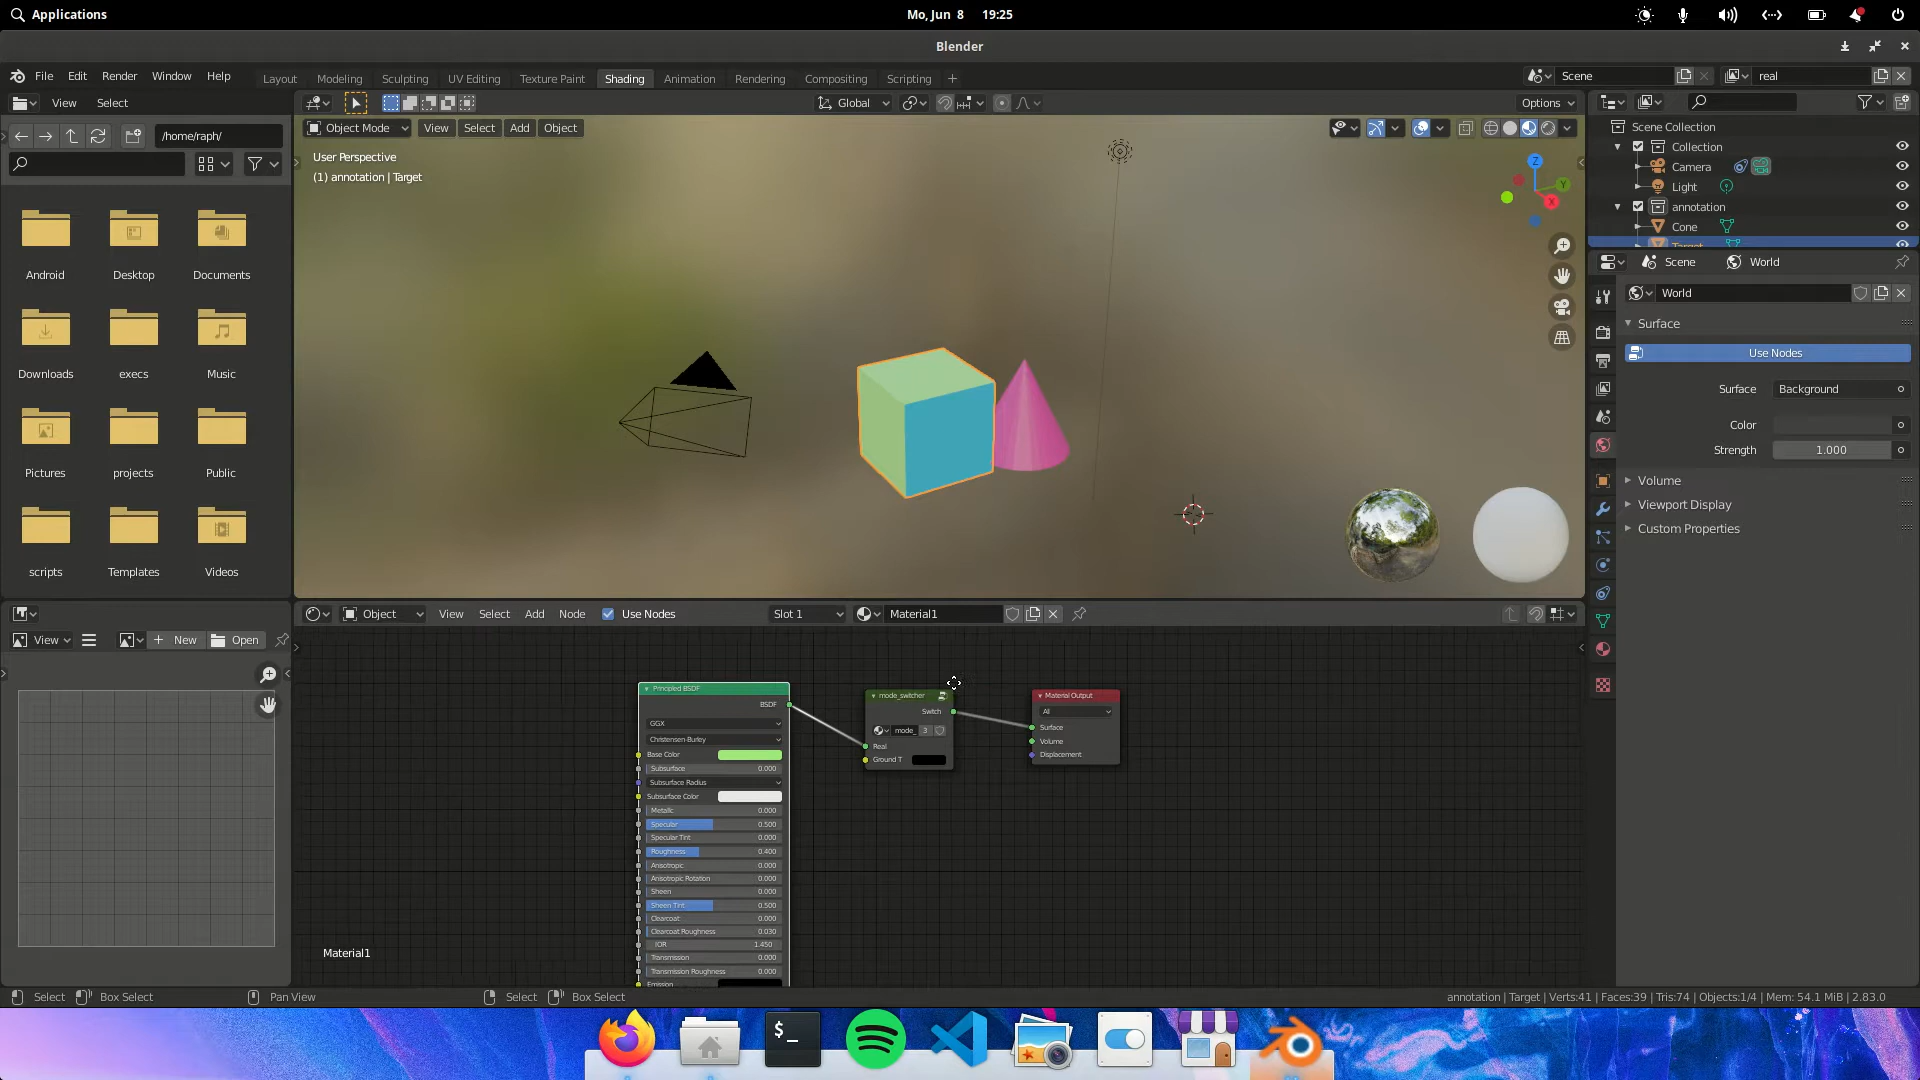 Applications
Mo, Jun 8 19:25
Blender
File Edit Render Window Help
Layout Modeling Sculpting UV Editing Texture Paint Shading Animation Rendering Compositing Scripting
Scene
real
View Select
Global
Options
/home/raph/
Object Mode View Select Add Object
User Perspective
(1) annotation | Target
Z
Y
X
Android Desktop Documents
Downloads execs Music
Pictures projects Public
scripts Templates Videos
Scene Collection
Collection
Camera
Light
annotation
Cone
Target
Scene World
World
Surface
Use Nodes
Surface Background
Color
Strength 1.000
Volume
Viewport Display
Custom Properties
View New Open
Object View Select Add Node Use Nodes Slot 1 Material1
Principled BSDF
BSDF
GGX
Christensen-Burley
Base Color
Subsurface 0.000
Subsurface Radius
Subsurface Color
Metallic 0.000
Specular 0.500
Specular Tint 0.000
Roughness 0.400
Anisotropic 0.000
Anisotropic Rotation 0.000
Sheen 0.000
Sheen Tint 0.500
Clearcoat 0.000
Clearcoat Roughness 0.030
IOR 1.450
Transmission 0.000
Transmission Roughness 0.000
Emission
mode_switcher
Switch
mode_ 3
Real
Ground T
Material Output
All
Surface
Volume
Displacement
Material1
Select Box Select Pan View Select Box Select
annotation | Target | Verts:41 | Faces:39 | Tris:74 | Objects:1/4 | Mem: 54.1 MiB | 2.83.0
$_